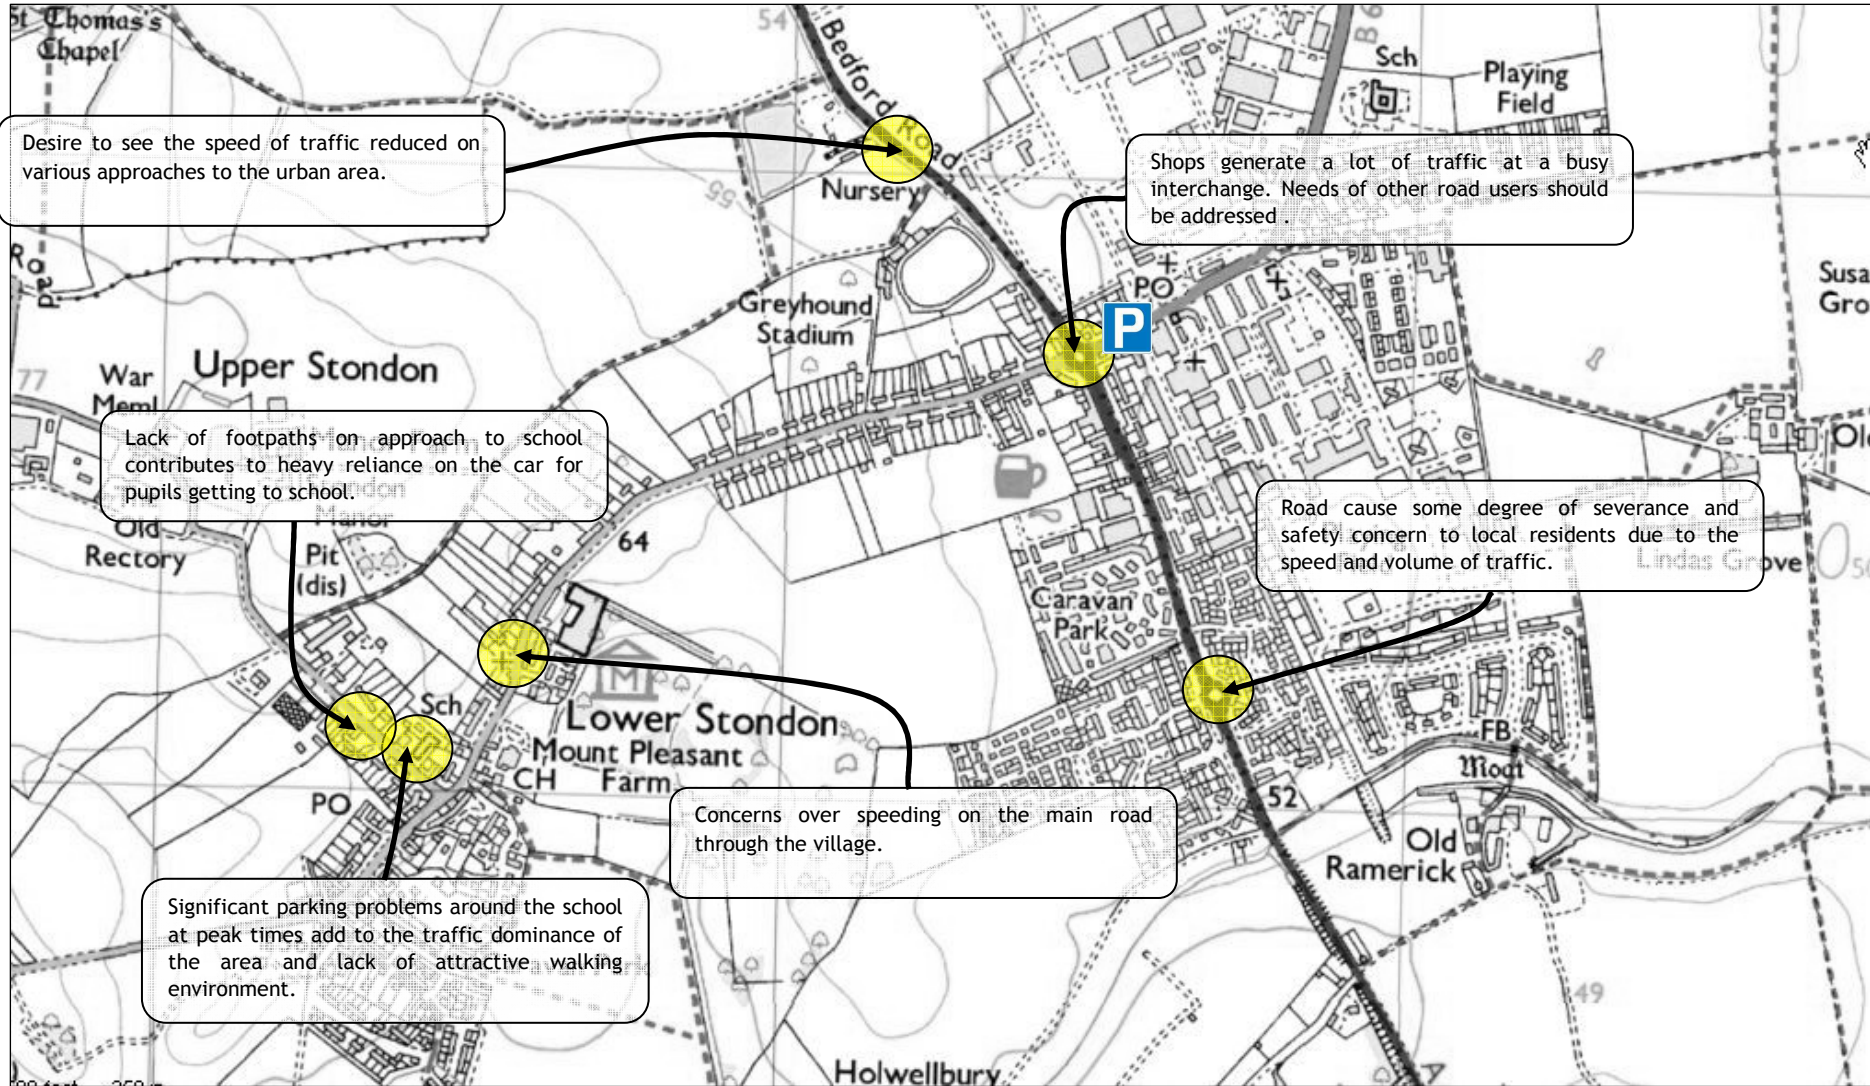 St Thomas's
Chapel
54
Bedford Road
Sch
Playing
Field
Desire to see the speed of traffic reduced on
various approaches to the urban area.
Shops generate a lot of traffic at a busy
interchange. Needs of other road users should
be addressed .
Nursery
55
Road
PO
P
Greyhound
Stadium
Upper Stondon
77
War
Meml
Lack of footpaths on approach to school
contributes to heavy reliance on the car for
pupils getting to school.
Manor
Old
Rectory
Pit
(dis)
64
Road cause some degree of severance and
safety concern to local residents due to the
speed and volume of traffic.
Lindas Grove
50
Caravan
Park
M
Sch
Lower Stondon
Mount Pleasant
Farm
CH
PO
FB
Moat
52
Old
Ramerick
Concerns over speeding on the main road
through the village.
Significant parking problems around the school
at peak times add to the traffic dominance of
the area and lack of attractive walking
environment.
49
Holwellbury
A